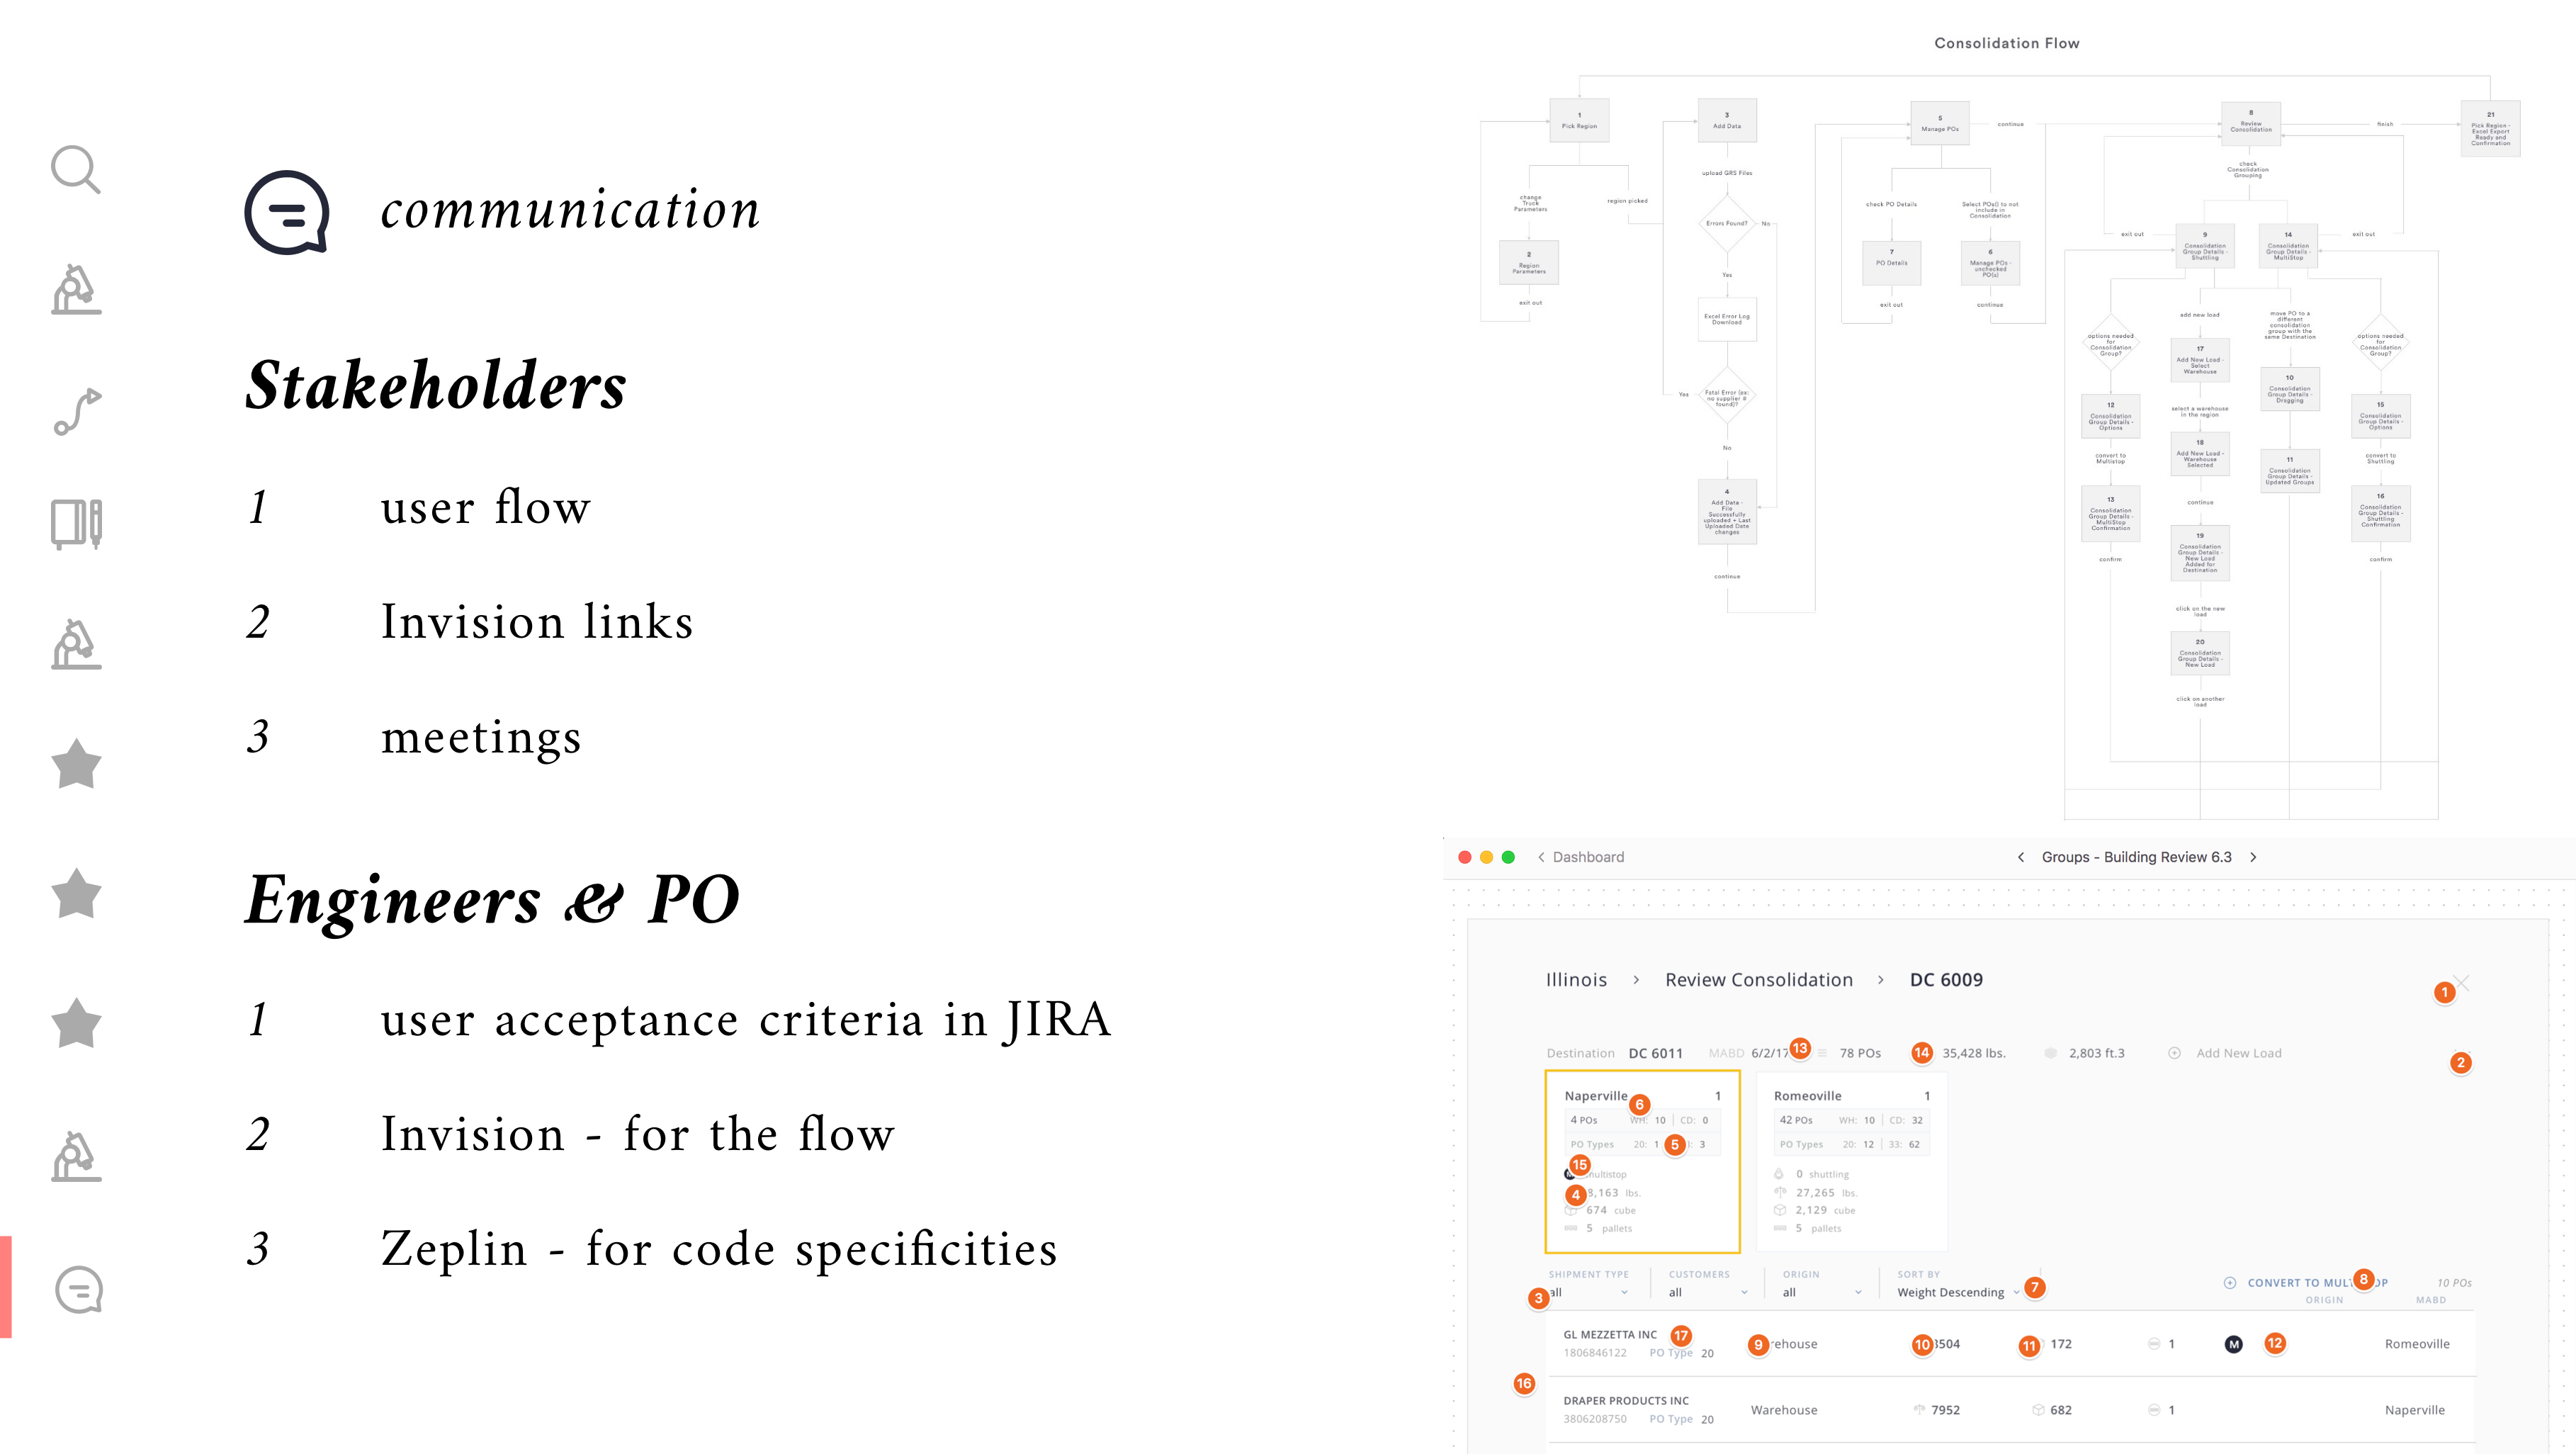 communication
Stakeholders
1 user flow
2 Invision links
3 meetings
Engineers & PO
1 user acceptance criteria in JIRA
2 Invision - for the flow
3 Zeplin - for code specificities
Consolidation Flow
1
Pick Region
change
Truck
Parameters
region picked
2
Region
Parameters
exit out
3
Add Data
upload GRS Files
Errors Found?
No
Yes
Excel Error Log
Download
Fatal Error (ex:
no supplier #
found)?
Yes
No
4
Add Data -
File
Successfully
uploaded + Last
Uploaded Date
changes
continue
5
Manage POs
continue
check PO Details
Select PO(s) to not
include in
Consolidation
7
PO Details
6
Manage POs -
unchecked
PO(s)
exit out
continue
8
Review
Consolidation
finish
21
Pick Region -
Excel Export
Ready and
Confirmation
check
Consolidation
Grouping
exit out
9
Consolidation
Group Details -
Shuttling
14
Consolidation
Group Details -
MultiStop
exit out
options needed
for
Consolidation
Group?
add new load
move PO to a
different
consolidation
group with the
same Destination
options needed
for
Consolidation
Group?
12
Consolidation
Group Details -
Options
convert to
Multistop
13
Consolidation
Group Details -
MultiStop
Confirmation
confirm
17
Add New Load -
Select
Warehouse
select a warehouse
in the region
18
Add New Load -
Warehouse
Selected
continue
19
Consolidation
Group Details -
New Load
Added for
Destination
click on the new
load
20
Consolidation
Group Details -
New Load
click on another
load
10
Consolidation
Group Details -
Dragging
11
Consolidation
Group Details -
Updated Groups
15
Consolidation
Group Details -
Options
convert to
Shuttling
16
Consolidation
Group Details -
Shuttling
Confirmation
confirm
< Dashboard
< Groups - Building Review 6.3 >
Illinois > Review Consolidation > DC 6009
1
Destination DC 6011 MABD 6/2/17 13 78 POs 14 35,428 lbs. 2,803 ft.3 Add New Load
2
Naperville 6 1
4 POs WH: 10 | CD: 0
PO Types 20: 1 5 3
15
multistop
4 8,163 lbs.
674 cube
5 pallets
Romeoville 1
42 POs WH: 10 | CD: 32
PO Types 20: 12 | 33: 62
0 shuttling
27,265 lbs.
2,129 cube
5 pallets
SHIPMENT TYPE CUSTOMERS ORIGIN SORT BY
3 all all all Weight Descending 7
CONVERT TO MUL 8 OP 10 POs
ORIGIN MABD
GL MEZZETTA INC 17
1806846122 PO Type 20
9 rehouse 10 3504 11 172 1 M 12 Romeoville
16
DRAPER PRODUCTS INC
3806208750 PO Type 20
Warehouse 7952 682 1 Naperville